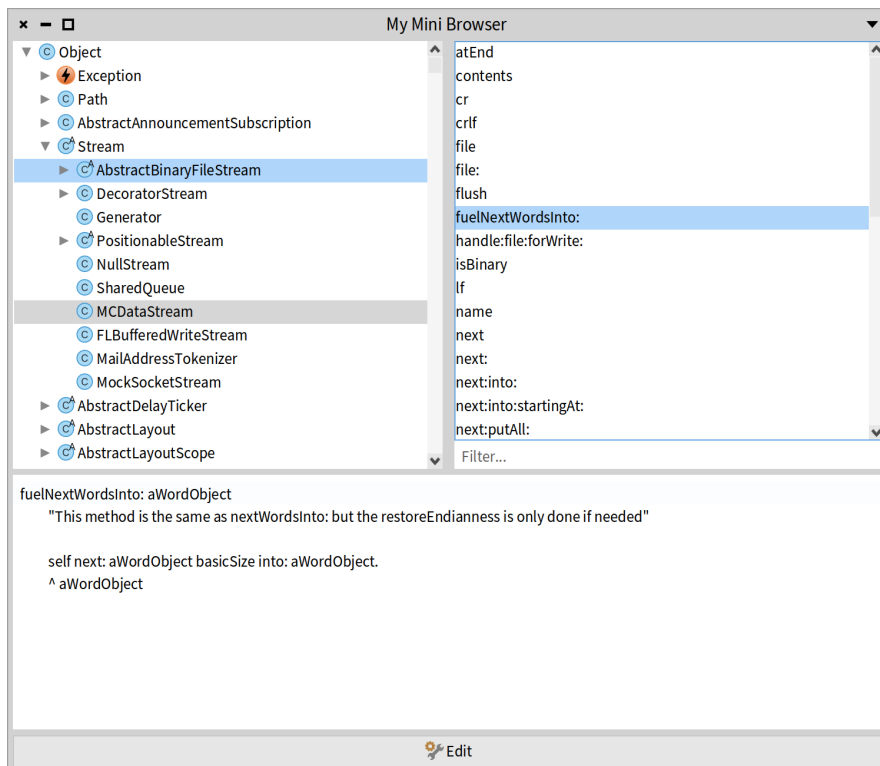 My Mini Browser
Object
Exception
Path
AbstractAnnouncementSubscription
Stream
AbstractBinaryFileStream
DecoratorStream
Generator
PositionableStream
NullStream
SharedQueue
MCDataStream
FLBufferedWriteStream
MailAddressTokenizer
MockSocketStream
AbstractDelayTicker
AbstractLayout
AbstractLayoutScope
atEnd
contents
cr
crlf
file
file:
flush
fuelNextWordsInto:
handle:file:forWrite:
isBinary
lf
name
next
next:
next:into:
next:into:startingAt:
next:putAll:
Filter...
fuelNextWordsInto: aWordObject
"This method is the same as nextWordsInto: but the restoreEndianness is only done if needed"
self next: aWordObject basicSize into: aWordObject.
^ aWordObject
Edit